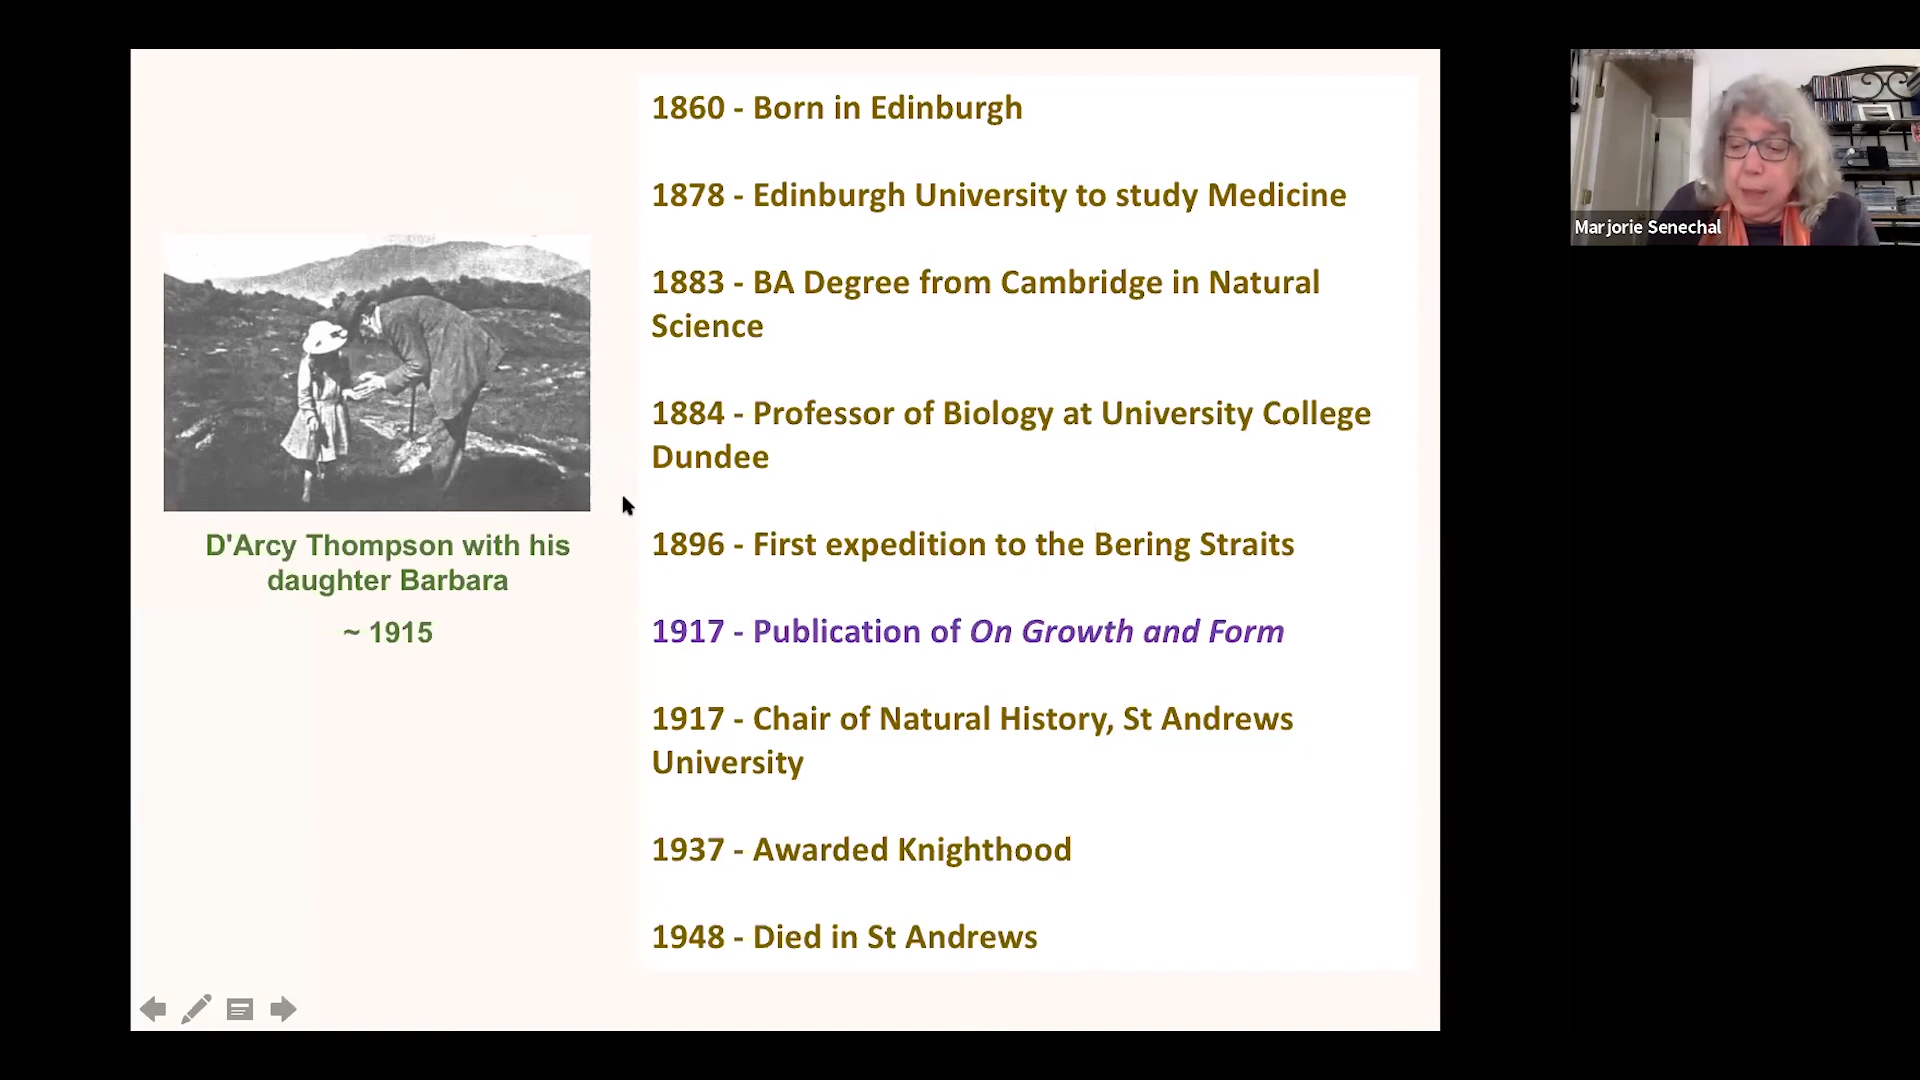 1860 - Born in Edinburgh
1878 - Edinburgh University to study Medicine
1883 - BA Degree from Cambridge in Natural
Science
1884 - Professor of Biology at University College
Dundee
1896 - First expedition to the Bering Straits
1917 - Publication of On Growth and Form
1917 - Chair of Natural History, St Andrews
University
1937 - Awarded Knighthood
1948 - Died in St Andrews
D'Arcy Thompson with his
daughter Barbara
~ 1915
Marjorie Senechal